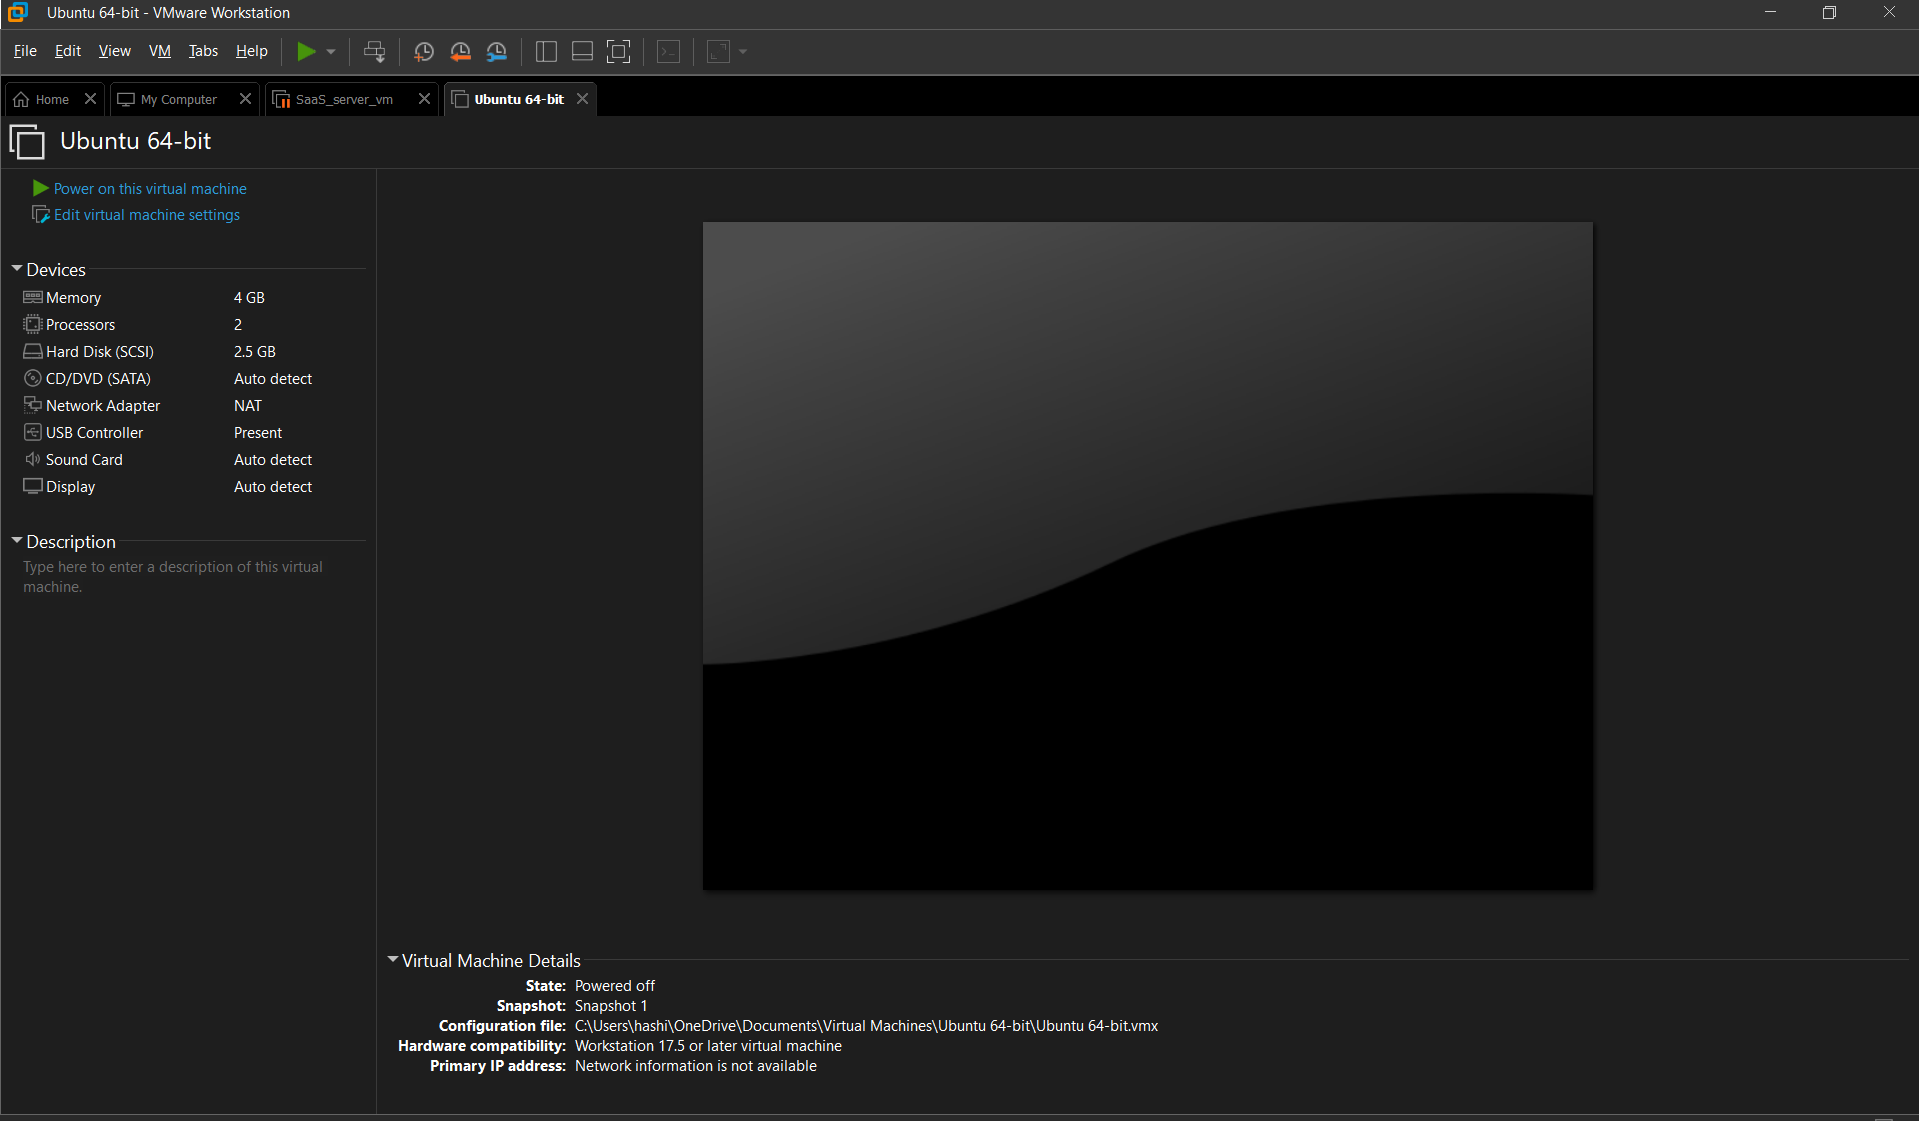 Ubuntu 64-bit - VMware Workstation
File Edit View VM Tabs Help
Home My Computer SaaS_server_vm Ubuntu 64-bit
Ubuntu 64-bit
Power on this virtual machine
Edit virtual machine settings
Devices
Memory 4 GB
Processors 2
Hard Disk (SCSI) 2.5 GB
CD/DVD (SATA) Auto detect
Network Adapter NAT
USB Controller Present
Sound Card Auto detect
Display Auto detect
Description
Type here to enter a description of this virtual
machine.
Virtual Machine Details
State: Powered off
Snapshot: Snapshot 1
Configuration file: C:\Users\hashi\OneDrive\Documents\Virtual Machines\Ubuntu 64-bit\Ubuntu 64-bit.vmx
Hardware compatibility: Workstation 17.5 or later virtual machine
Primary IP address: Network information is not available